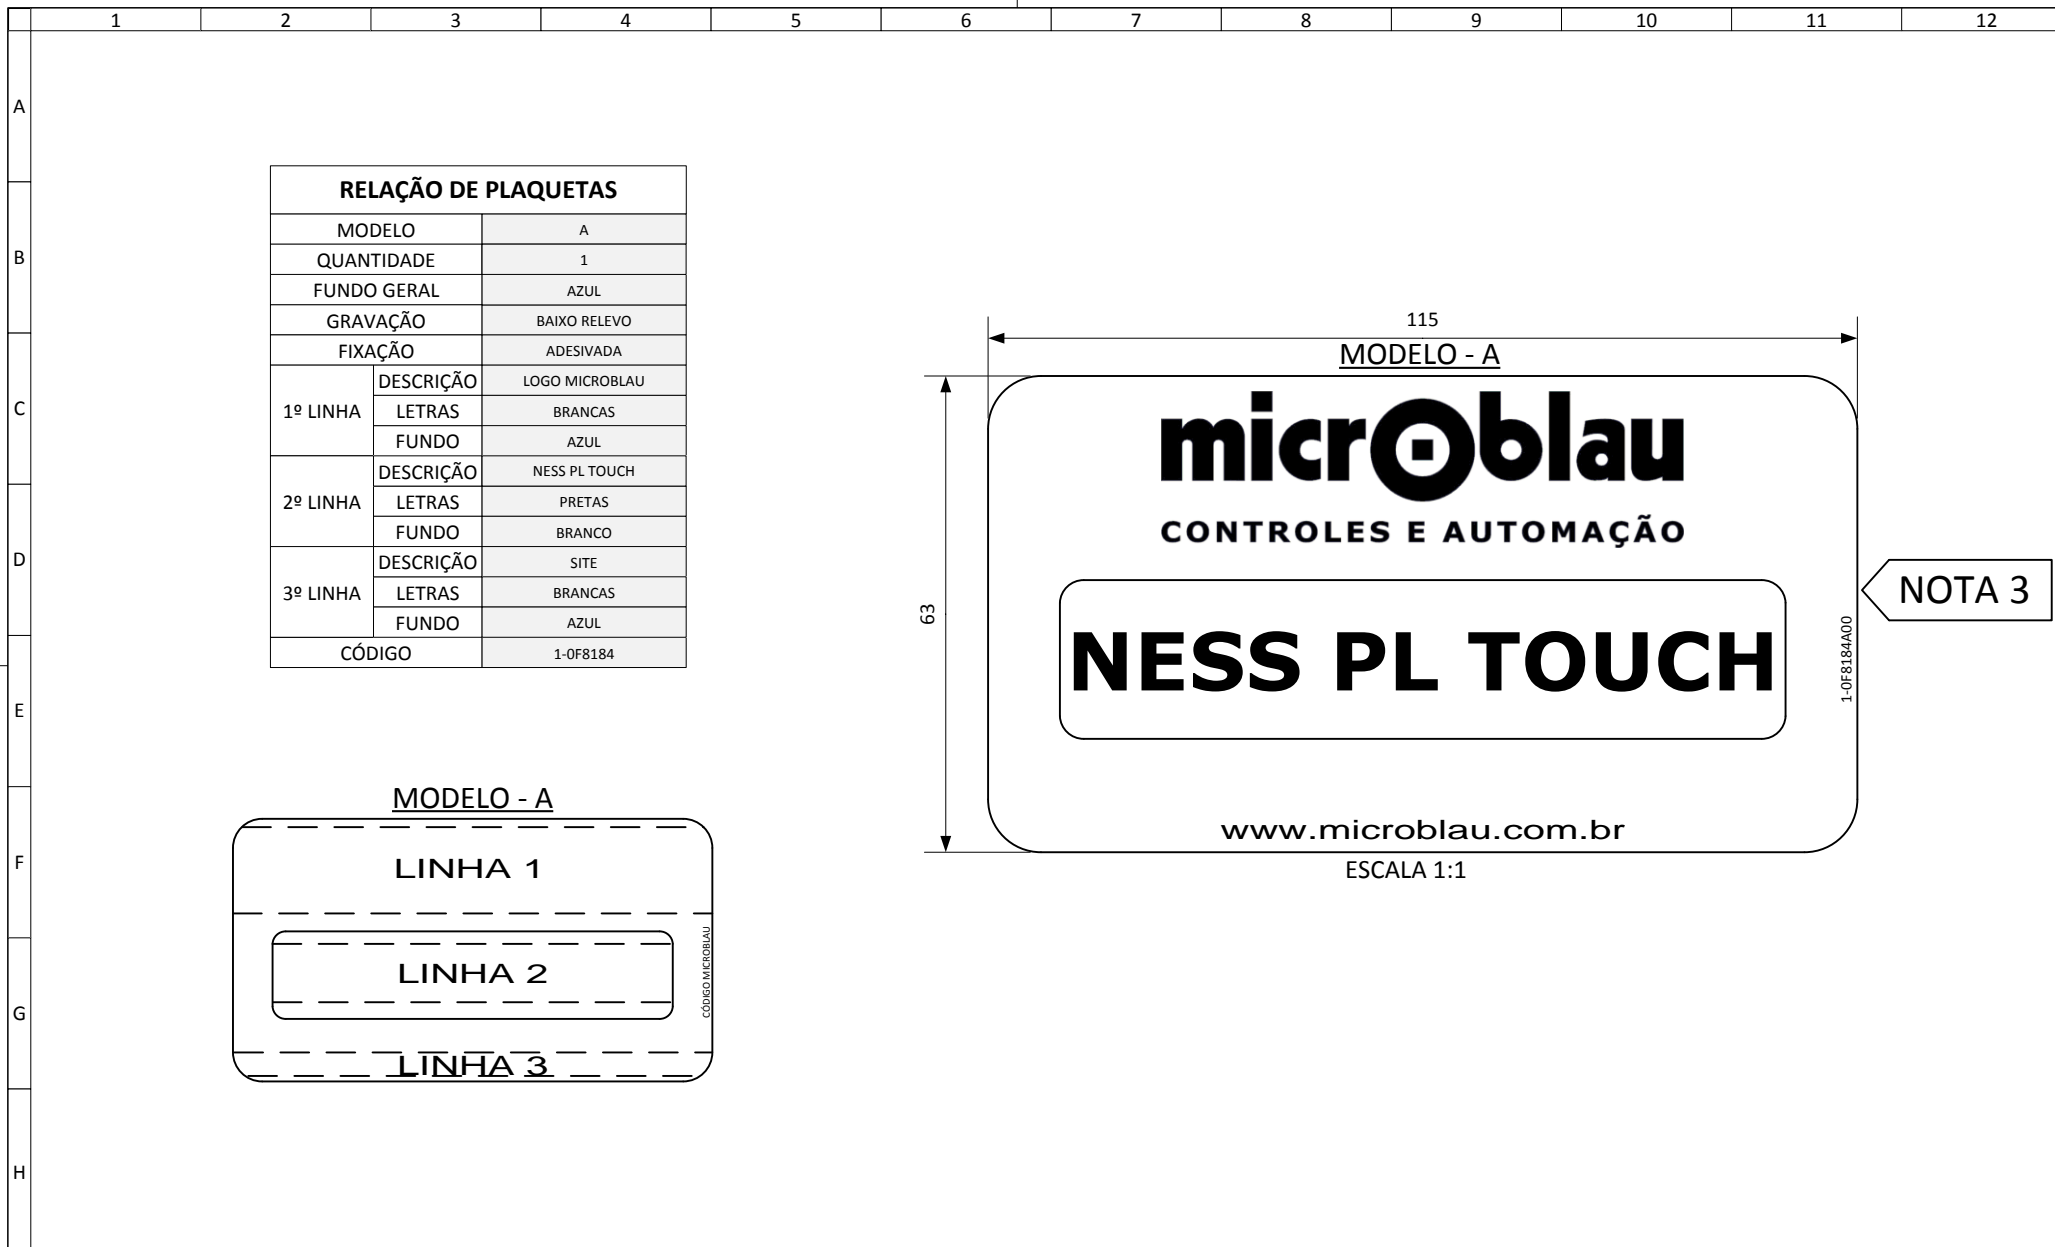 1 2 3 4 5 6 7 8 9 10 11 12
A
B
C
D
E
F
G
H
RELAÇÃO DE PLAQUETAS
MODELO A
QUANTIDADE 1
FUNDO GERAL AZUL
GRAVAÇÃO BAIXO RELEVO
FIXAÇÃO ADESIVADA
1º LINHA
DESCRIÇÃO LOGO MICROBLAU
LETRAS BRANCAS
FUNDO AZUL
2º LINHA
DESCRIÇÃO NESS PL TOUCH
LETRAS PRETAS
FUNDO BRANCO
3º LINHA
DESCRIÇÃO SITE
LETRAS BRANCAS
FUNDO AZUL
CÓDIGO 1-0F8184
MODELO - A
LINHA 1
LINHA 2
LINHA 3
CÓDIGO MICROBLAU
115
MODELO - A
63
microblau
CONTROLES E AUTOMAÇÃO
NESS PL TOUCH
www.microblau.com.br
1-0F8184A00
NOTA 3
ESCALA 1:1